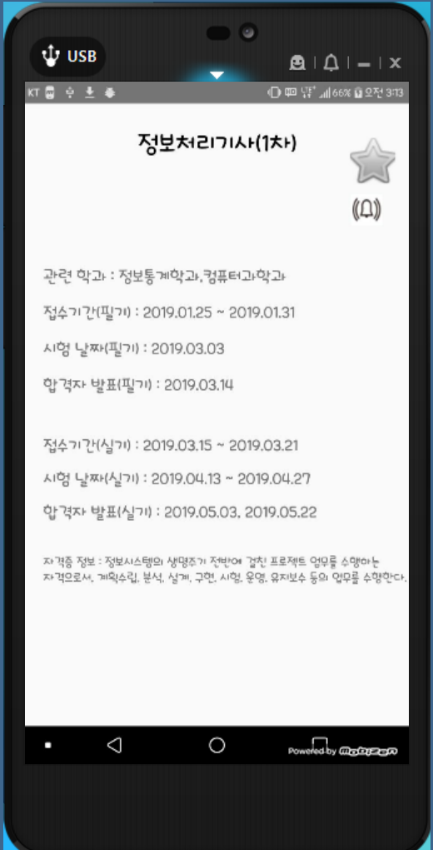 USB
KT 66% 오전 3:13
정보처리기사(1차)
관련 학과 : 정보통계학과,컴퓨터과학과
접수기간(필기) : 2019.01.25 ~ 2019.01.31
시험 날짜(필기) : 2019.03.03
합격자 발표(필기) : 2019.03.14
접수기간(실기) : 2019.03.15 ~ 2019.03.21
시험 날짜(실기) : 2019.04.13 ~ 2019.04.27
합격자 발표(실기) : 2019.05.03, 2019.05.22
자격증 정보 : 정보시스템의 생명주기 전반에 걸친 프로젝트 업무를 수행하는
자격으로서, 계획수립, 분석, 설계, 구현, 시험, 운영, 유지보수 등의 업무를 수행한다.
Powered by mobizen